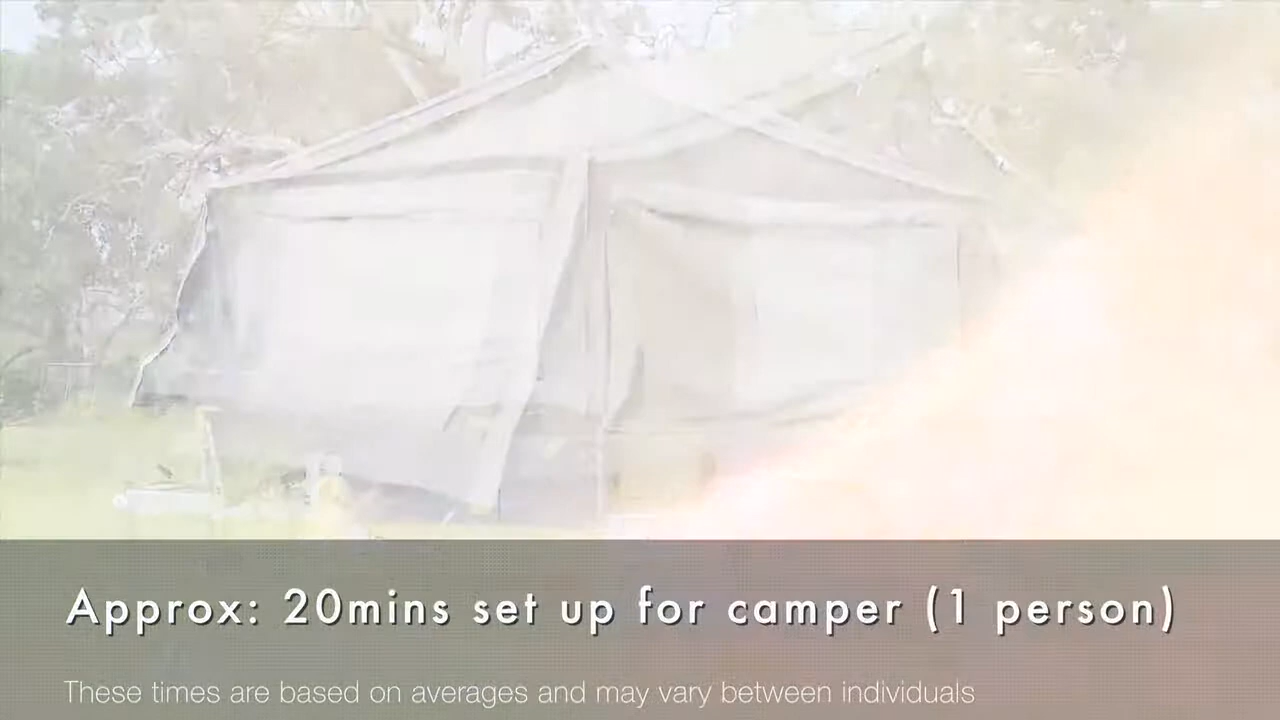 Approx: 20mins set up for camper (1 person)
These times are based on averages and may vary between individuals